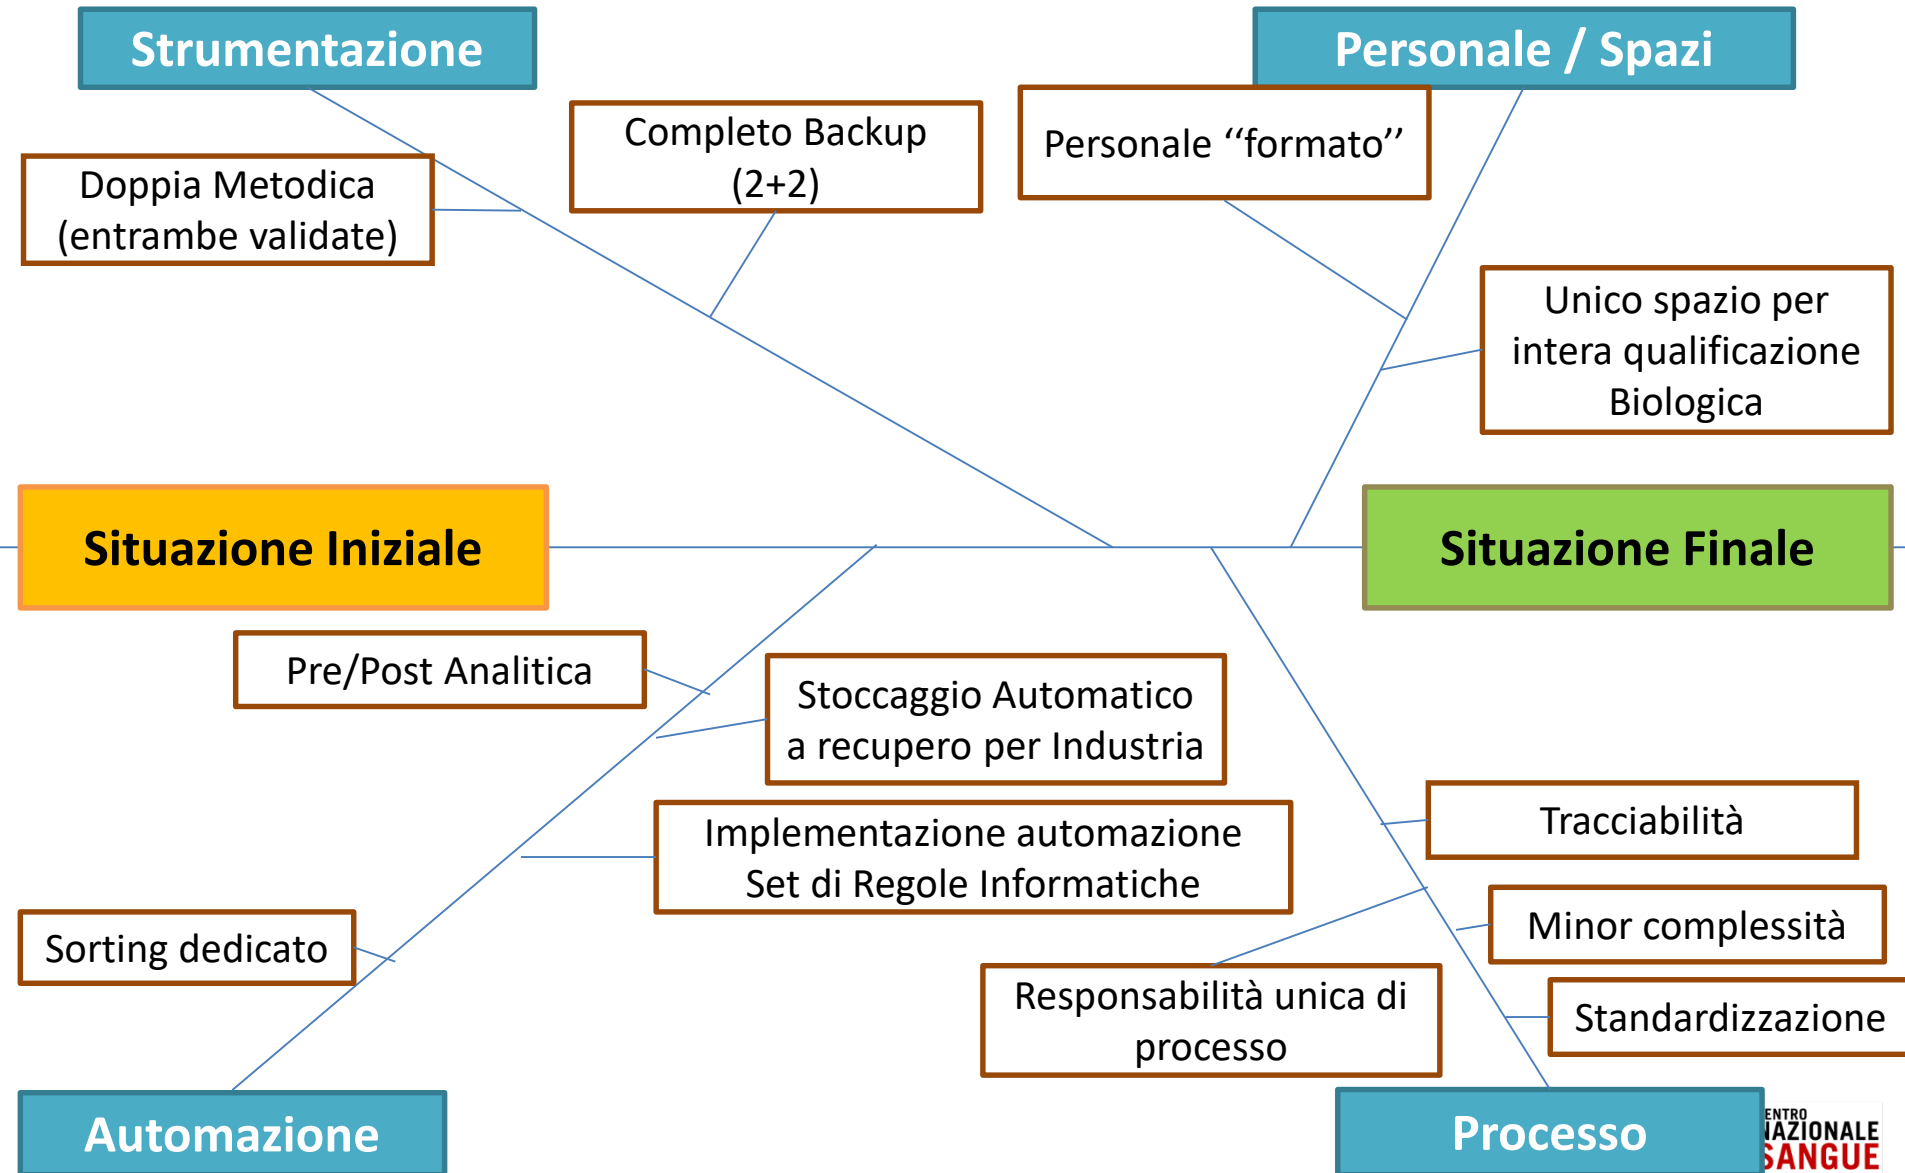 Strumentazione
Personale / Spazi
Completo Backup
(2+2)
Personale ‘‘formato’’
Doppia Metodica
(entrambe validate)
Unico spazio per
intera qualificazione
Biologica
Situazione Iniziale
Situazione Finale
Pre/Post Analitica
Stoccaggio Automatico
a recupero per Industria
Implementazione automazione
Set di Regole Informatiche
Tracciabilità
Sorting dedicato
Minor complessità
Responsabilità unica di
processo
Standardizzazione
Automazione
Processo
ENTRO
NAZIONALE
SANGUE